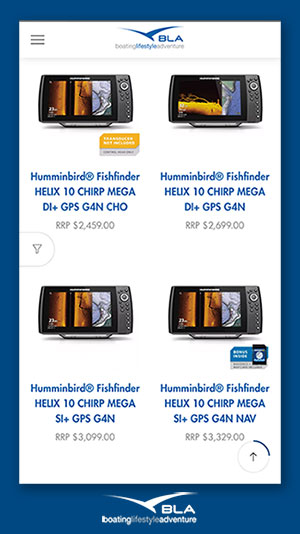 BLA
boatinglifestyleadventure
TRANSDUCER
NOT INCLUDED
CONTROL HEAD ONLY
Humminbird® Fishfinder
HELIX 10 CHIRP MEGA
DI+ GPS G4N CHO
RRP $2,459.00
Humminbird® Fishfinder
HELIX 10 CHIRP MEGA
DI+ GPS G4N
RRP $2,699.00
BONUS
INSIDE
Humminbird® Fishfinder
HELIX 10 CHIRP MEGA
SI+ GPS G4N
RRP $3,099.00
Humminbird® Fishfinder
HELIX 10 CHIRP MEGA
SI+ GPS G4N NAV
RRP $3,329.00
BLA
boatinglifestyleadventure